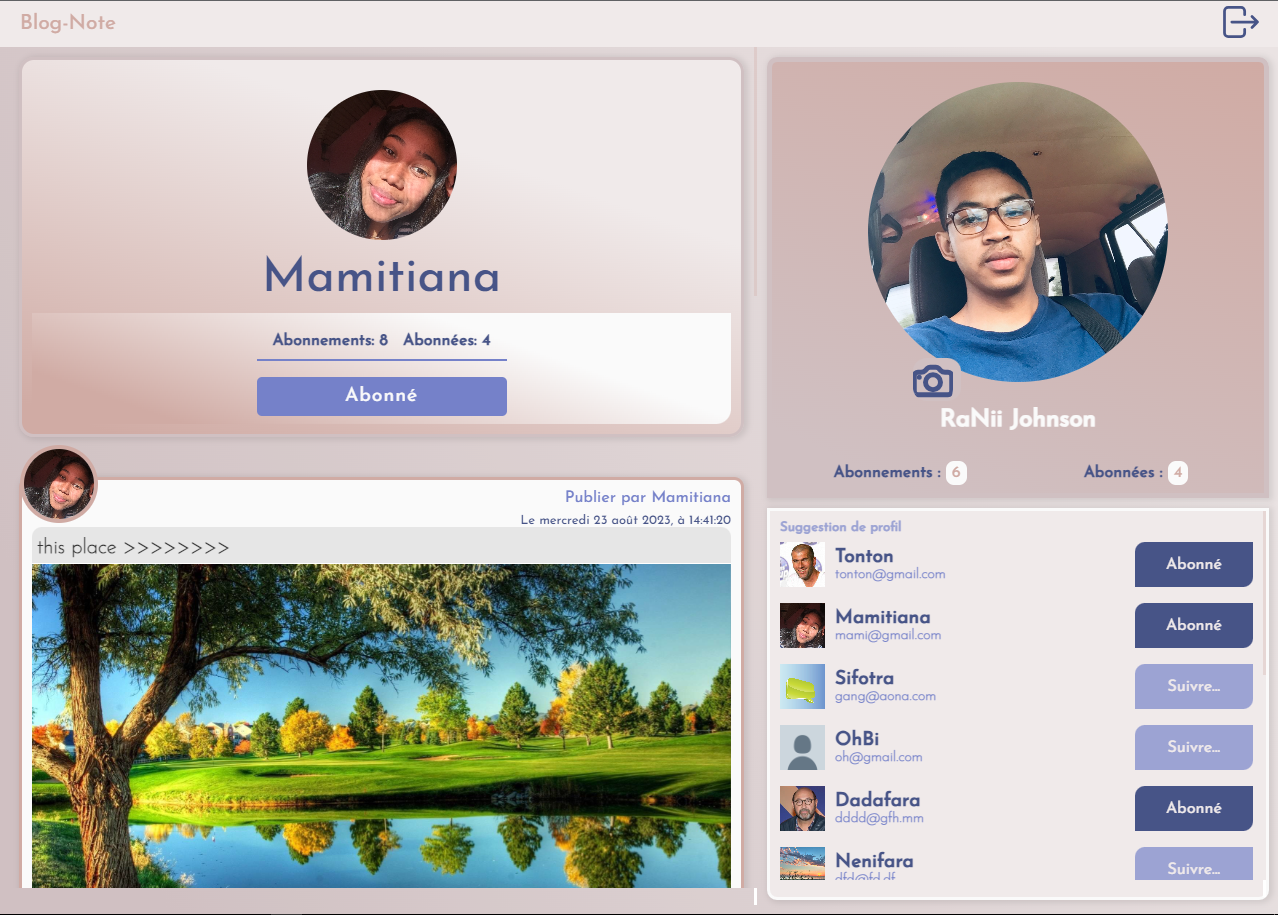 Blog-Note
Mamitiana
Abonnements: 8 Abonnées: 4
Abonné
Publier par Mamitiana
Le mercredi 23 août 2023, à 14:41:20
this place >>>>>>>>
RaNii Johnson
Abonnements : 6 Abonnées : 4
Suggestion de profil
Tonton
tonton@gmail.com
Abonné
Mamitiana
mami@gmail.com
Abonné
Sifotra
gang@aona.com
Suivre...
OhBi
oh@gmail.com
Suivre...
Dadafara
dddd@gfh.mm
Abonné
Nenifara
dfd@fd.df
Suivre...